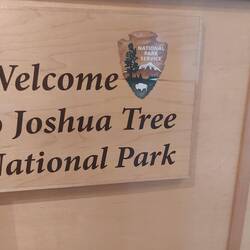 Welcome
NATIONAL
PARK
SERVICE
o Joshua Tree
National Park